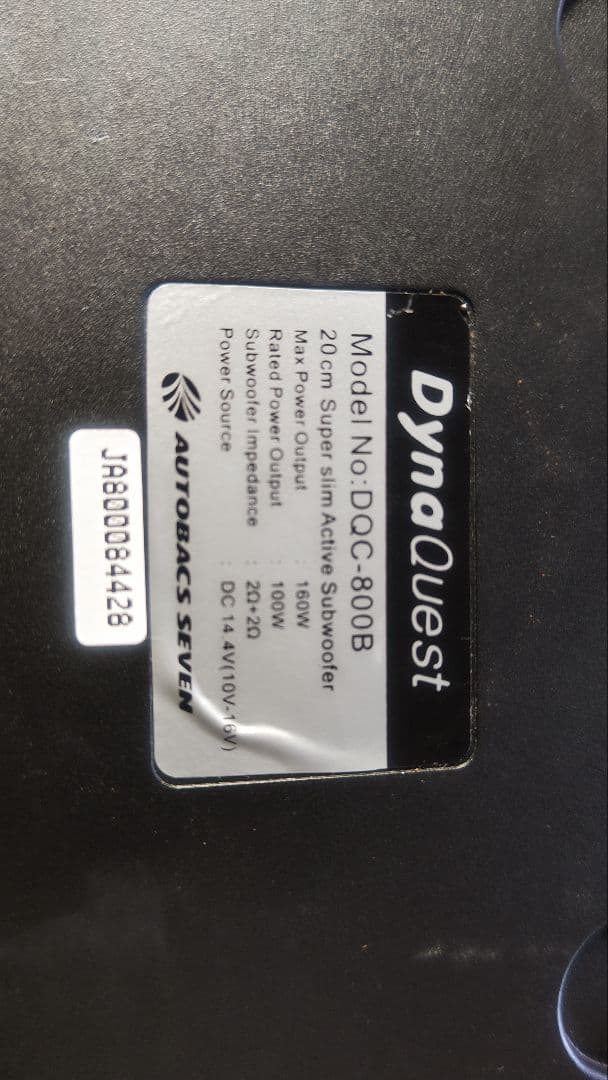 DynaQuest
Model No:DQC-800B
20cm Super slim Active Subwoofer
Max Power Output : 160W
Rated Power Output : 100W
Subwoofer Impedance : 2Ω+2Ω
Power Source : DC 14.4V(10V-16V)
AUTOBACS SEVEN
JA800084428